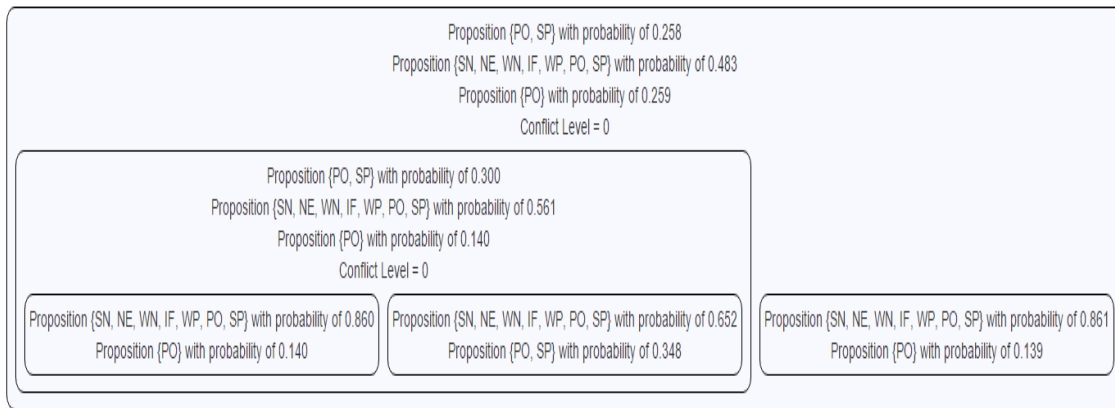 Proposition {PO, SP} with probability of 0.258
Proposition {SN, NE, WN, IF, WP, PO, SP} with probability of 0.483
Proposition {PO} with probability of 0.259
Conflict Level = 0
Proposition {PO, SP} with probability of 0.300
Proposition {SN, NE, WN, IF, WP, PO, SP} with probability of 0.561
Proposition {PO} with probability of 0.140
Conflict Level = 0
Proposition {SN, NE, WN, IF, WP, PO, SP} with probability of 0.860
Proposition {PO} with probability of 0.140
Proposition {SN, NE, WN, IF, WP, PO, SP} with probability of 0.652
Proposition {PO, SP} with probability of 0.348
Proposition {SN, NE, WN, IF, WP, PO, SP} with probability of 0.861
Proposition {PO} with probability of 0.139